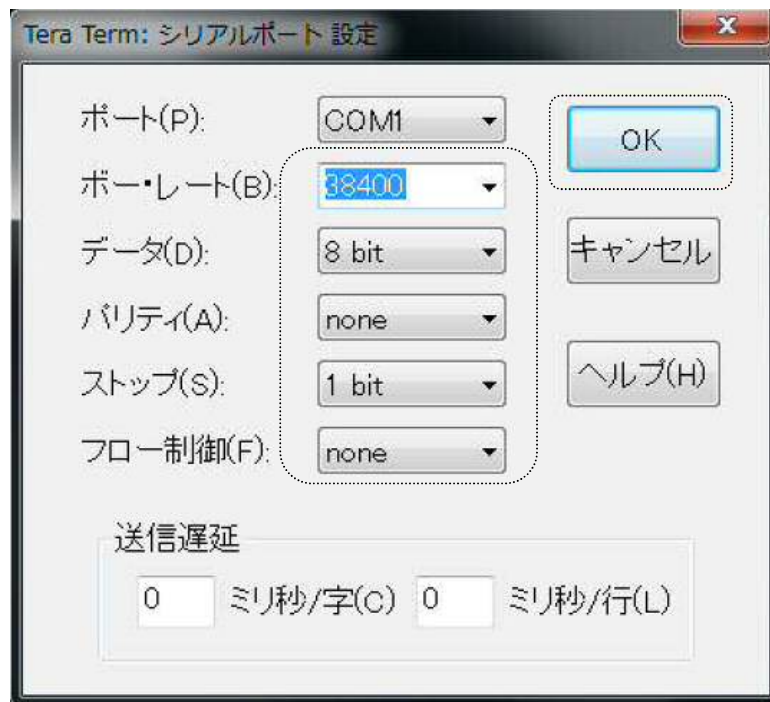 Tera Term: シリアルポート 設定
x
ポート(P): COM1
OK
ボー・レート(B): 38400
データ(D): 8 bit
キャンセル
パリティ(A): none
ストップ(S): 1 bit
ヘルプ(H)
フロー制御(F): none
送信遅延
0 ミリ秒/字(C) 0 ミリ秒/行(L)